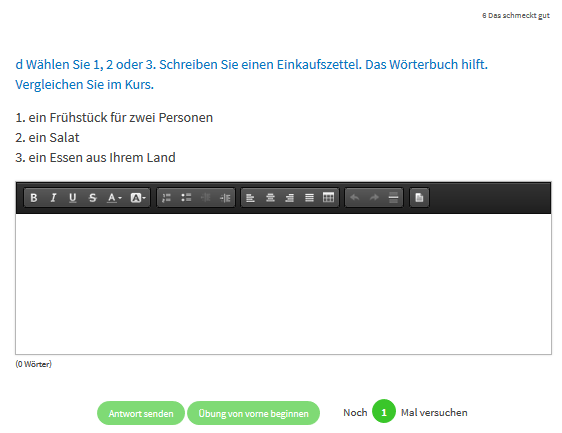 6 Das schmeckt gut
d Wählen Sie 1, 2 oder 3. Schreiben Sie einen Einkaufszettel. Das Wörterbuch hilft.
Vergleichen Sie im Kurs.
1. ein Frühstück für zwei Personen
2. ein Salat
3. ein Essen aus Ihrem Land
B I U S A A
(0 Wörter)
Antwort senden Übung von vorne beginnen Noch 1 Mal versuchen